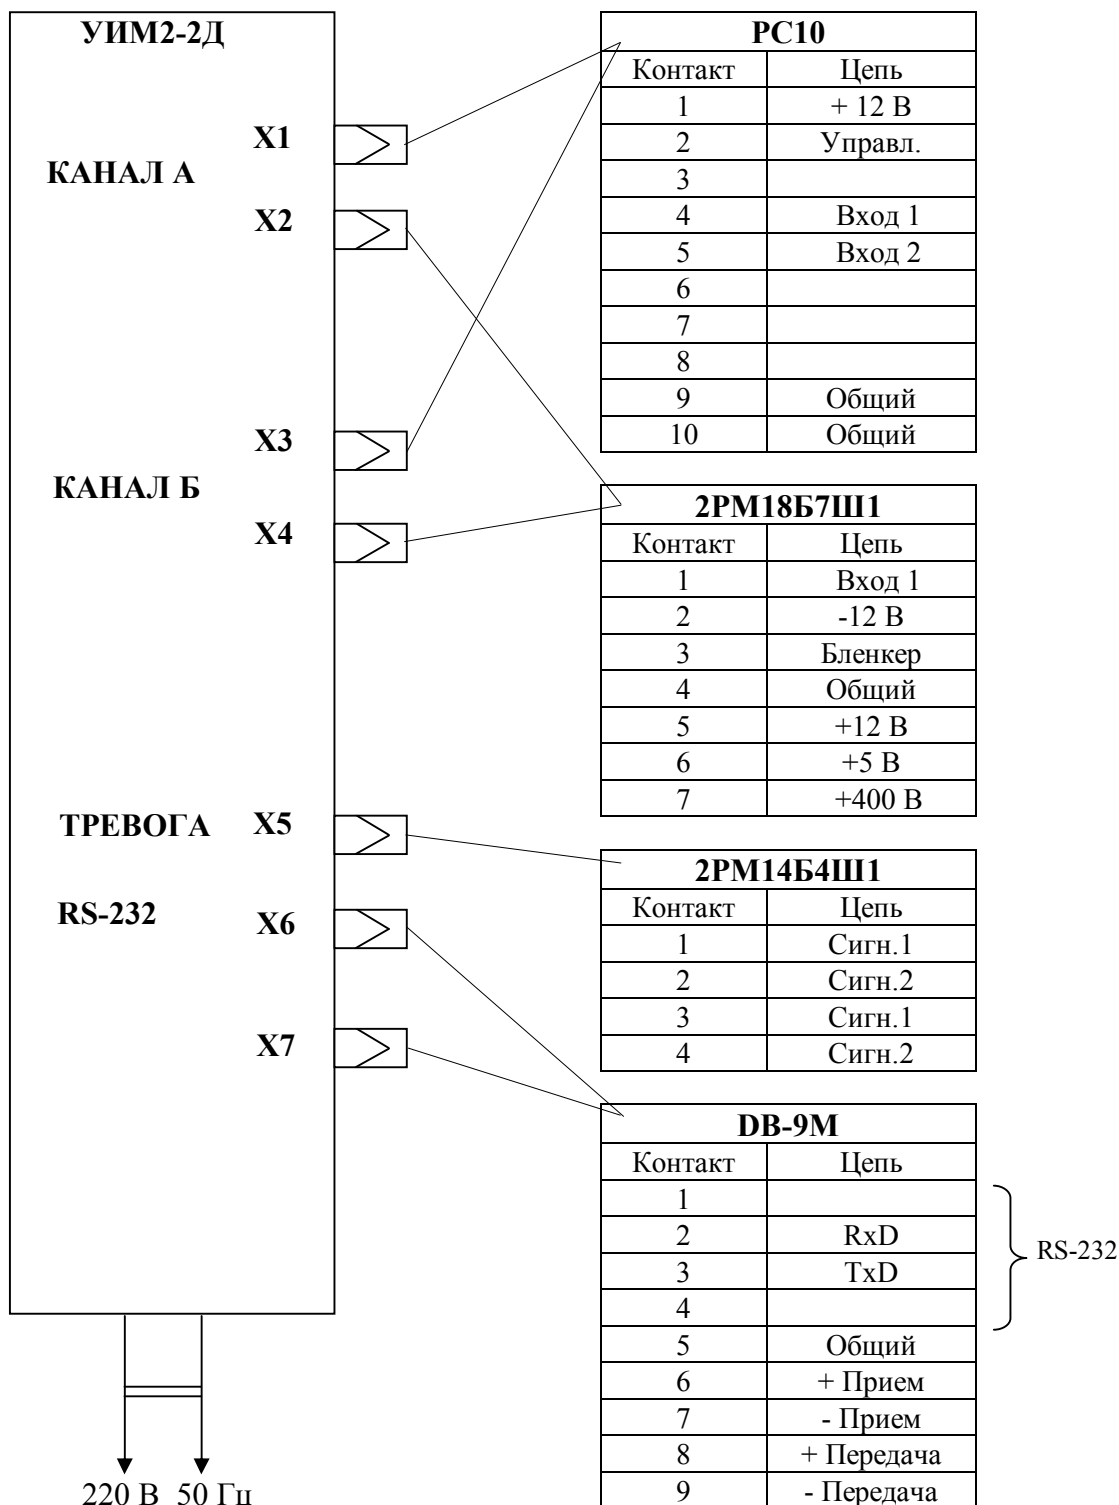 УИМ2-2Д
X1
КАНАЛ А
X2
X3
КАНАЛ Б
X4
ТРЕВОГА X5
RS-232
X6
X7
220 В 50 Гц
РС10
Контакт Цепь
1 + 12 В
2 Управл.
3
4 Вход 1
5 Вход 2
6
7
8
9 Общий
10 Общий
2РМ18Б7Ш1
Контакт Цепь
1 Вход 1
2 -12 В
3 Бленкер
4 Общий
5 +12 В
6 +5 В
7 +400 В
2РМ14Б4Ш1
Контакт Цепь
1 Сигн.1
2 Сигн.2
3 Сигн.1
4 Сигн.2
DB-9M
Контакт Цепь
1
2 RxD
3 TxD
4
5 Общий
6 + Прием
7 - Прием
8 + Передача
9 - Передача
RS-232